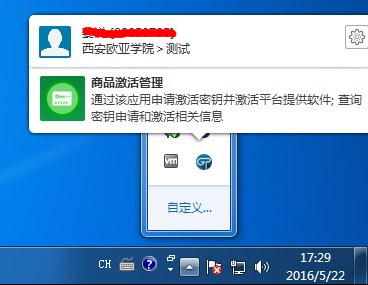 西安欧亚学院 > 测试
商品激活管理
通过该应用申请激活密钥并激活平台提供软件; 查询
密钥申请和激活相关信息
vm GP
自定义...
CH
17:29
2016/5/22